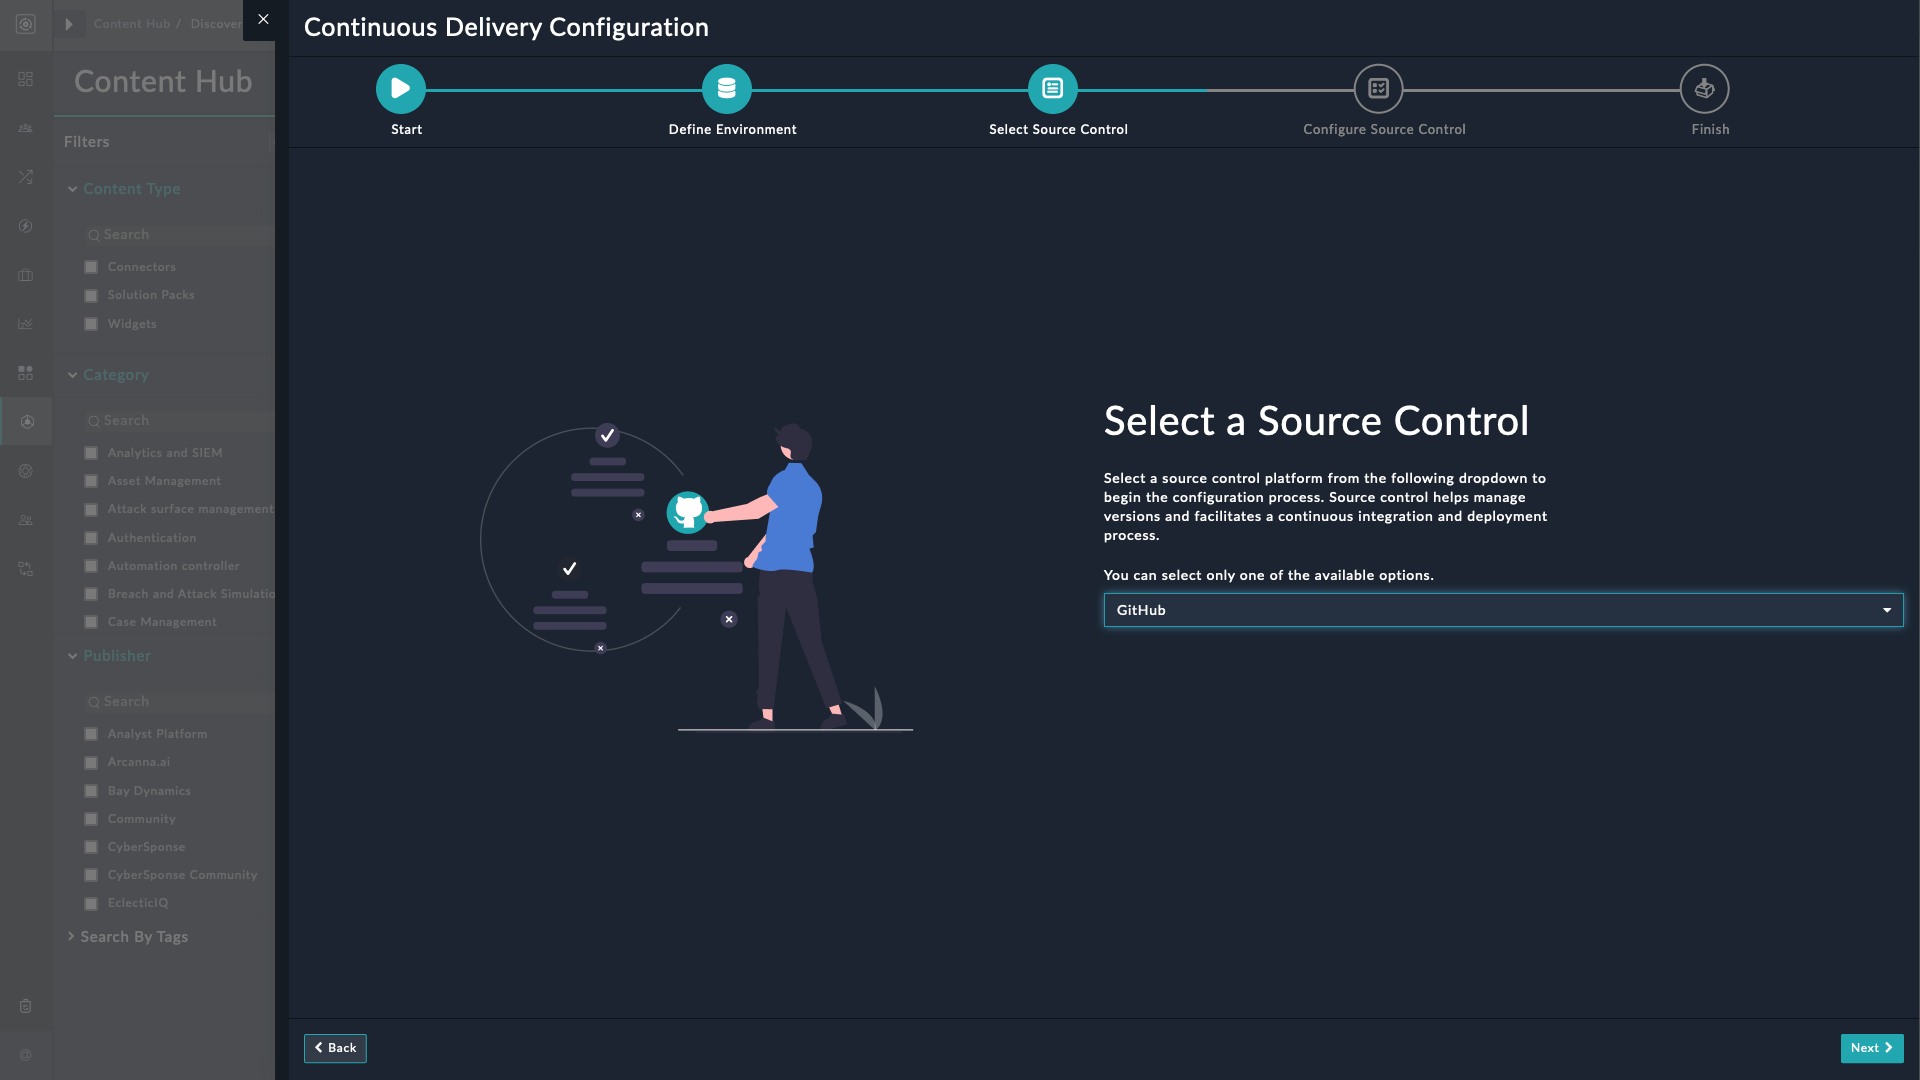 Content Hub / Discover
Content Hub
Filters
Content Type
Search
Connectors
Solution Packs
Widgets
Category
Search
Analytics and SIEM
Asset Management
Attack surface management
Authentication
Automation controller
Breach and Attack Simulatio
Case Management
Publisher
Search
Analyst Platform
Arcanna.ai
Bay Dynamics
Community
CyberSponse
CyberSponse Community
EclecticIQ
Search By Tags
Continuous Delivery Configuration
Start
Define Environment
Select Source Control
Configure Source Control
Finish
Select a Source Control
Select a source control platform from the following dropdown to
begin the configuration process. Source control helps manage
versions and facilitates a continuous integration and deployment
process.
You can select only one of the available options.
GitHub
Back
Next